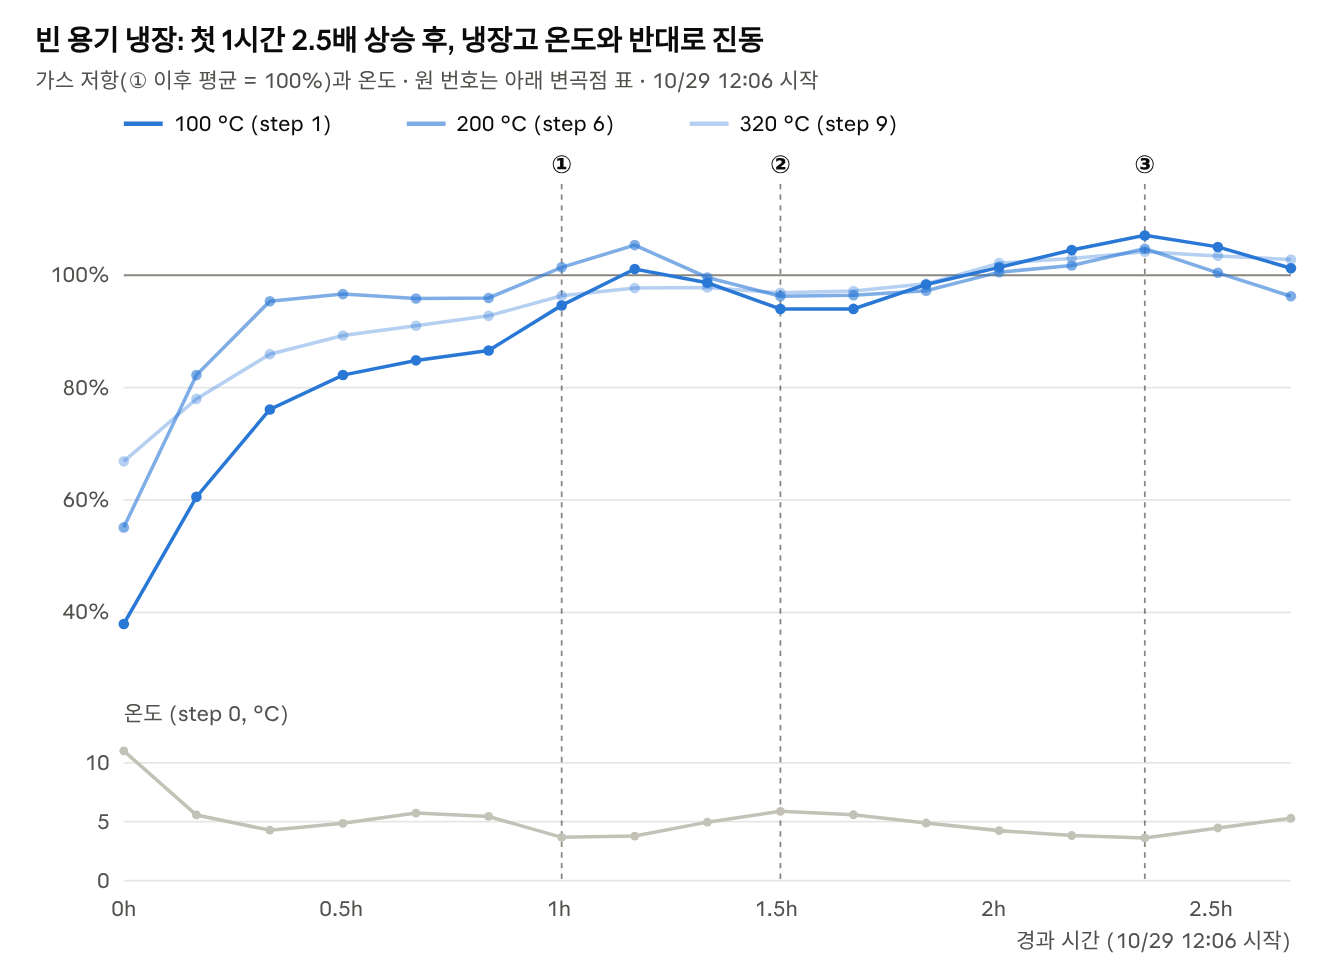 빈 용기 냉장: 첫 1시간 2.5배 상승 후, 냉장고 온도와 반대로 진동
가스 저항(① 이후 평균 = 100%)과 온도 · 원 번호는 아래 변곡점 표 · 10/29 12:06 시작
100 °C (step 1)
200 °C (step 6)
320 °C (step 9)
① ② ③
100%
80%
60%
40%
온도 (step 0, °C)
10
5
0
0h 0.5h 1h 1.5h 2h 2.5h
경과 시간 (10/29 12:06 시작)